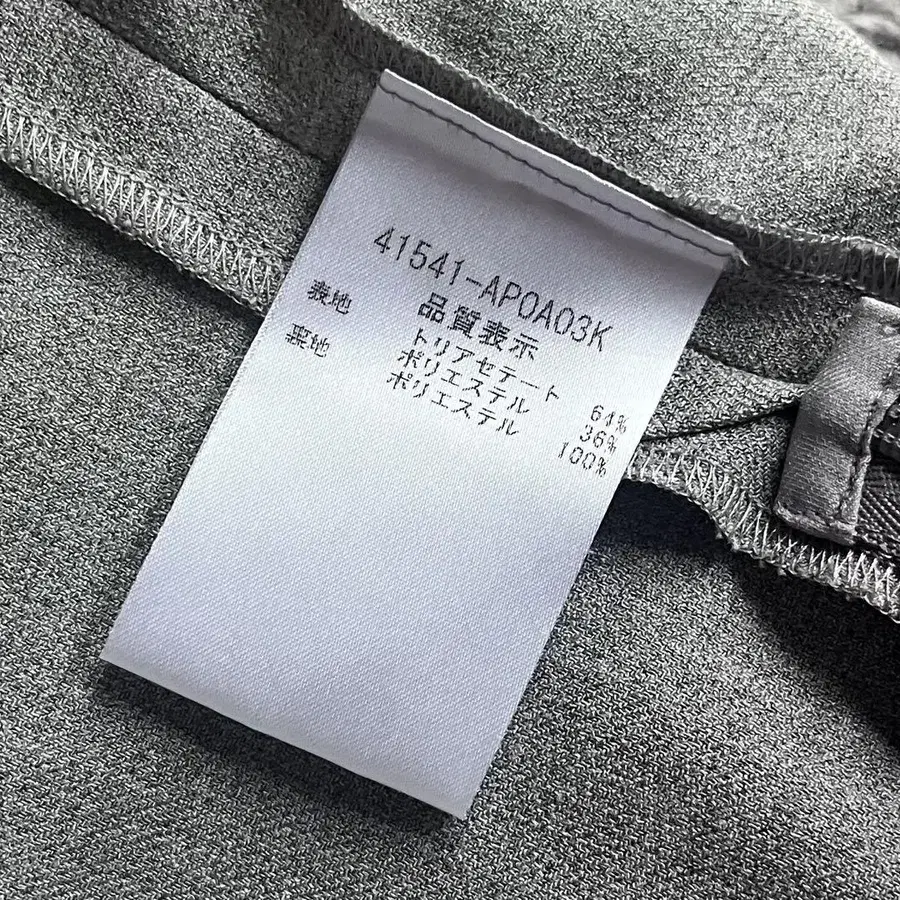 41541-AP0A03K
品質表示
表地 トリアセテート 64%
ポリエステル 36%
裏地 ポリエステル 100%